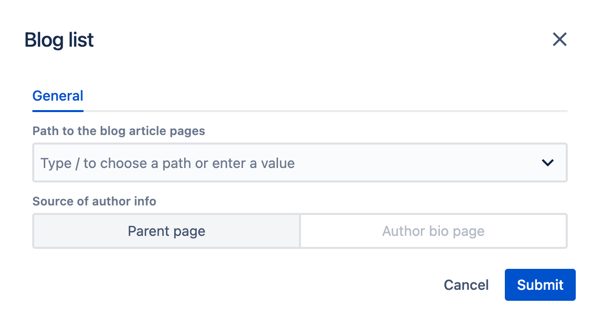 Blog list
General
Path to the blog article pages
Type / to choose a path or enter a value
Source of author info
Parent page Author bio page
Cancel Submit